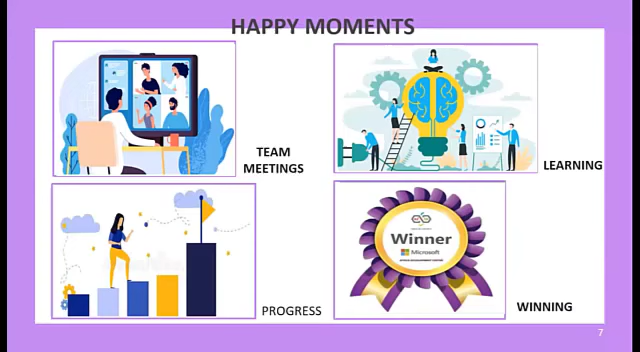 HAPPY MOMENTS
TEAM
MEETINGS
LEARNING
PROGRESS
Winner
Microsoft
WINNING
7